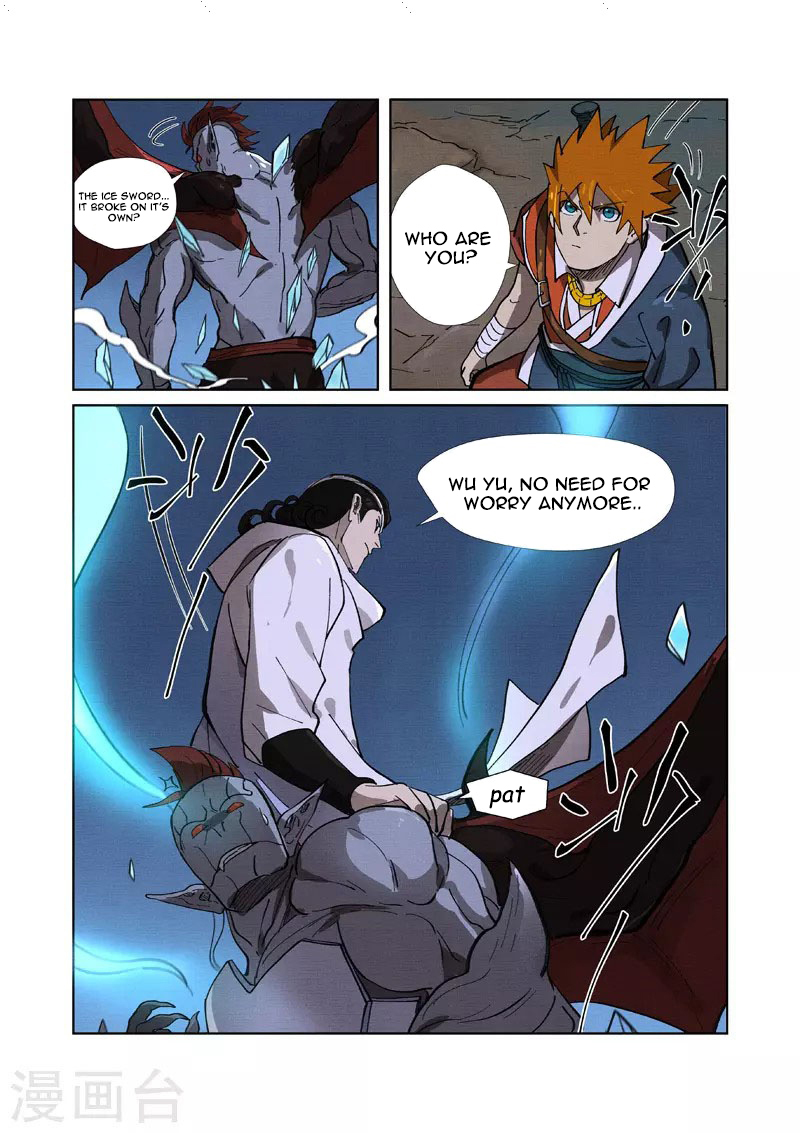 THE ICE SWORD...
IT BROKE ON IT'S
OWN?
WHO ARE
YOU?
WU YU, NO NEED FOR
WORRY ANYMORE..
pat
漫画台